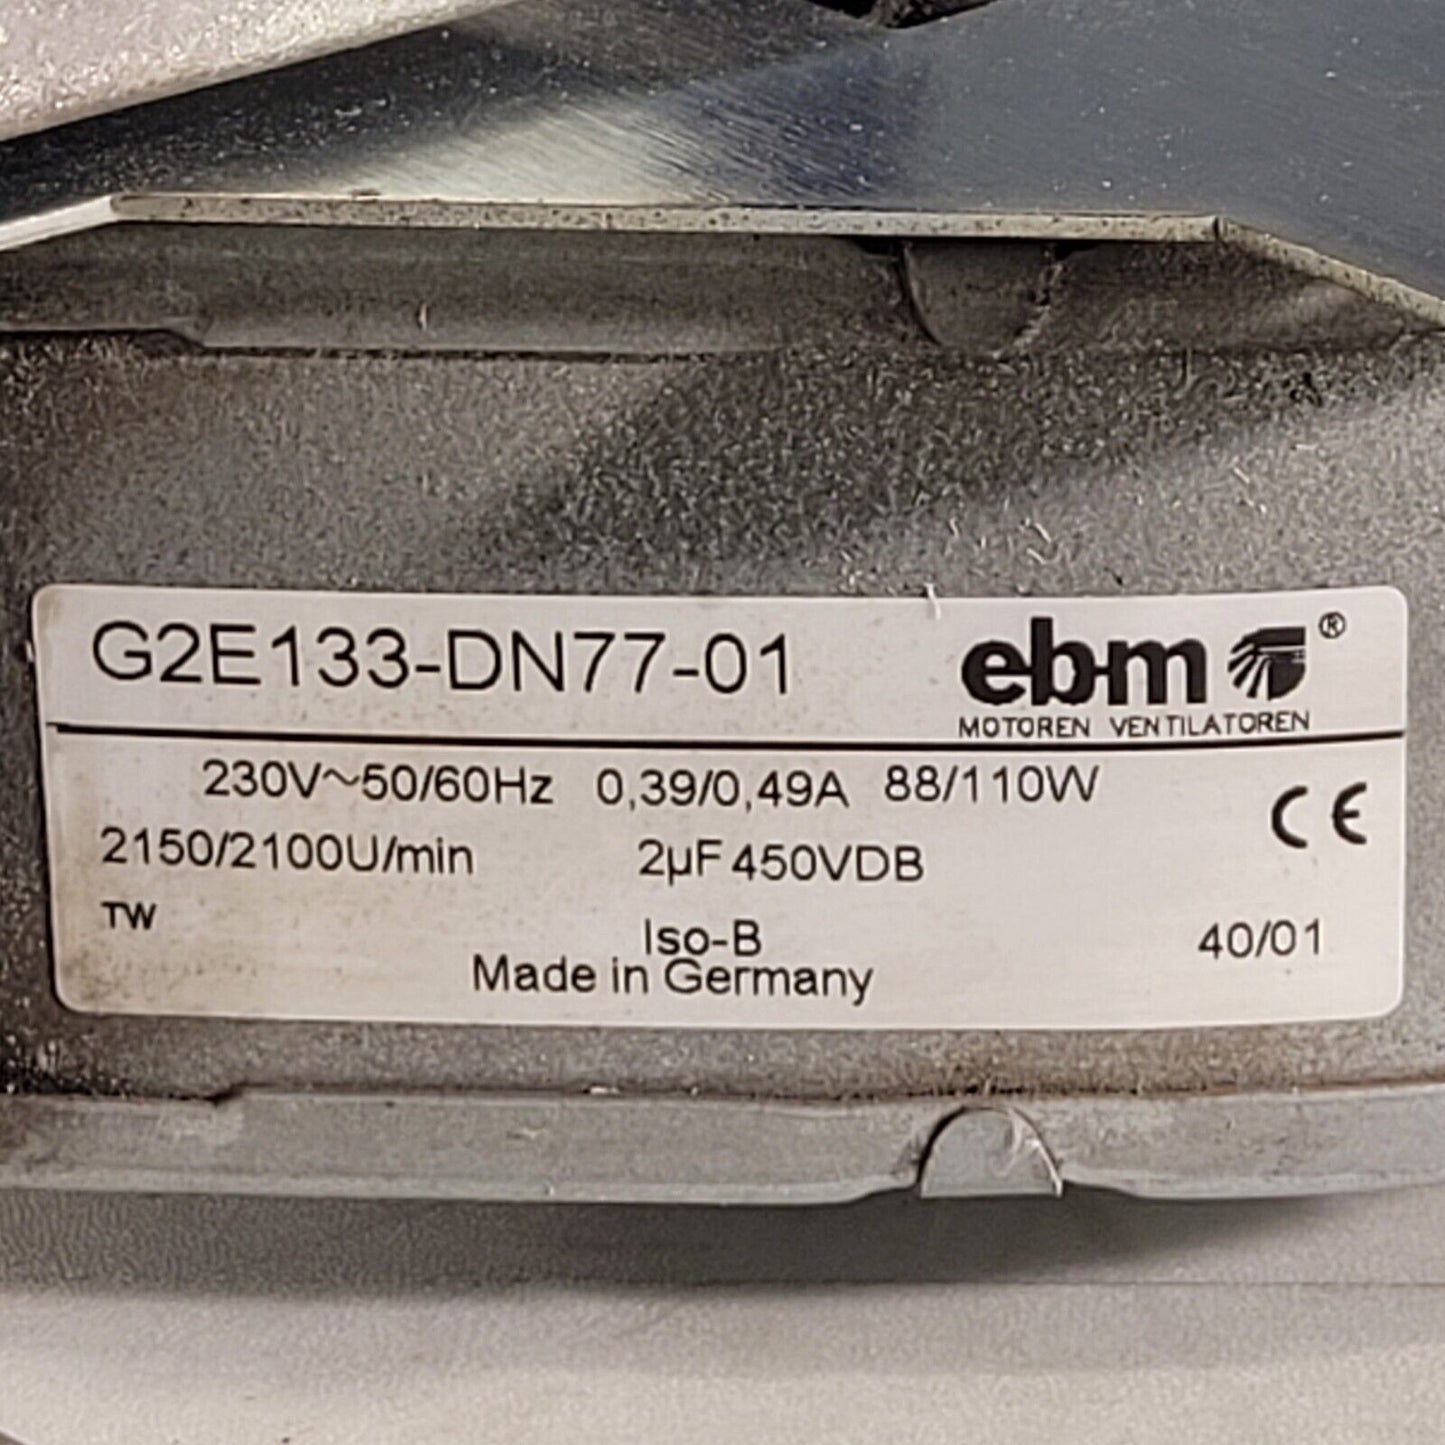 G2E133-DN77-01 ebm®
MOTOREN VENTILATOREN
230V~50/60Hz 0,39/0,49A 88/110W
CE
2150/2100U/min 2µF 450VDB
TW
Iso-B 40/01
Made in Germany